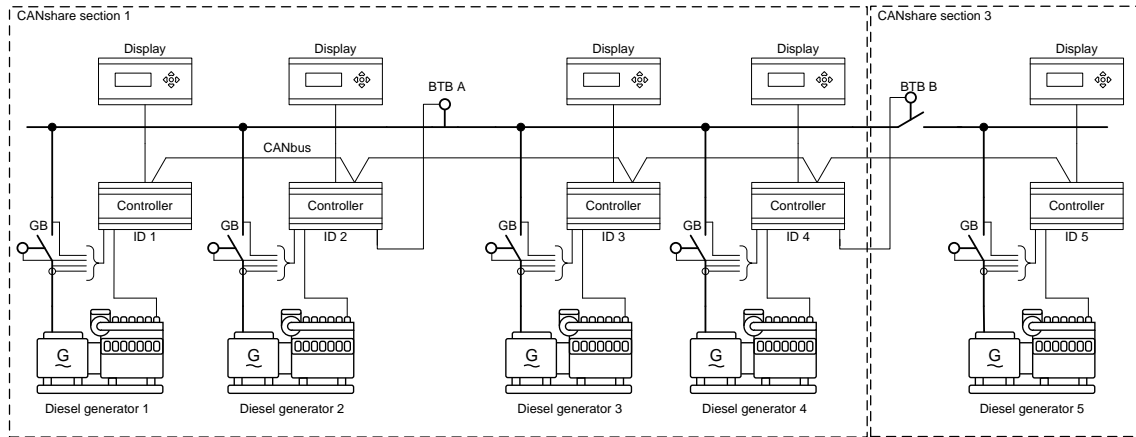 CANshare section 1
CANshare section 3
Display
Display
Display
Display
Display
BTB A
BTB B
CANbus
Controller
Controller
Controller
Controller
Controller
GB
ID 1
GB
ID 2
GB
ID 3
GB
ID 4
GB
ID 5
G
G
G
G
G
Diesel generator 1
Diesel generator 2
Diesel generator 3
Diesel generator 4
Diesel generator 5